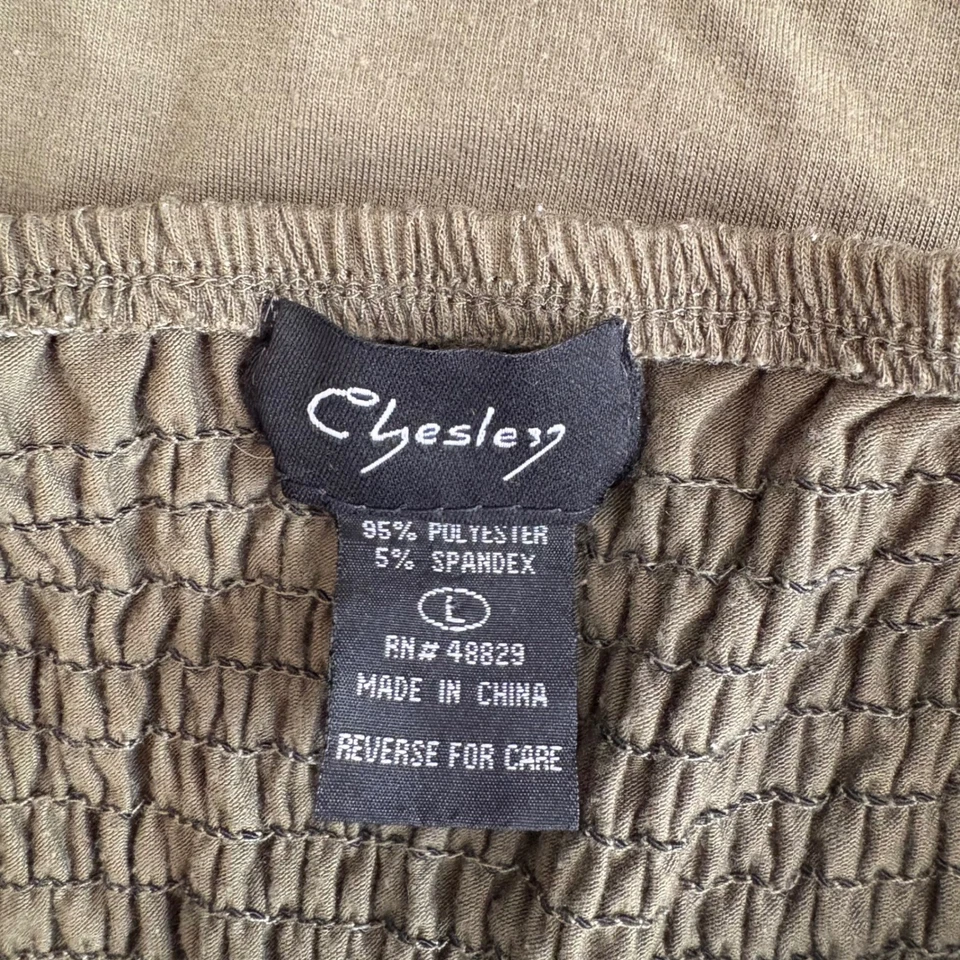 Chesley
95% POLYESTER
5% SPANDEX
L
RN# 48829
MADE IN CHINA
REVERSE FOR CARE